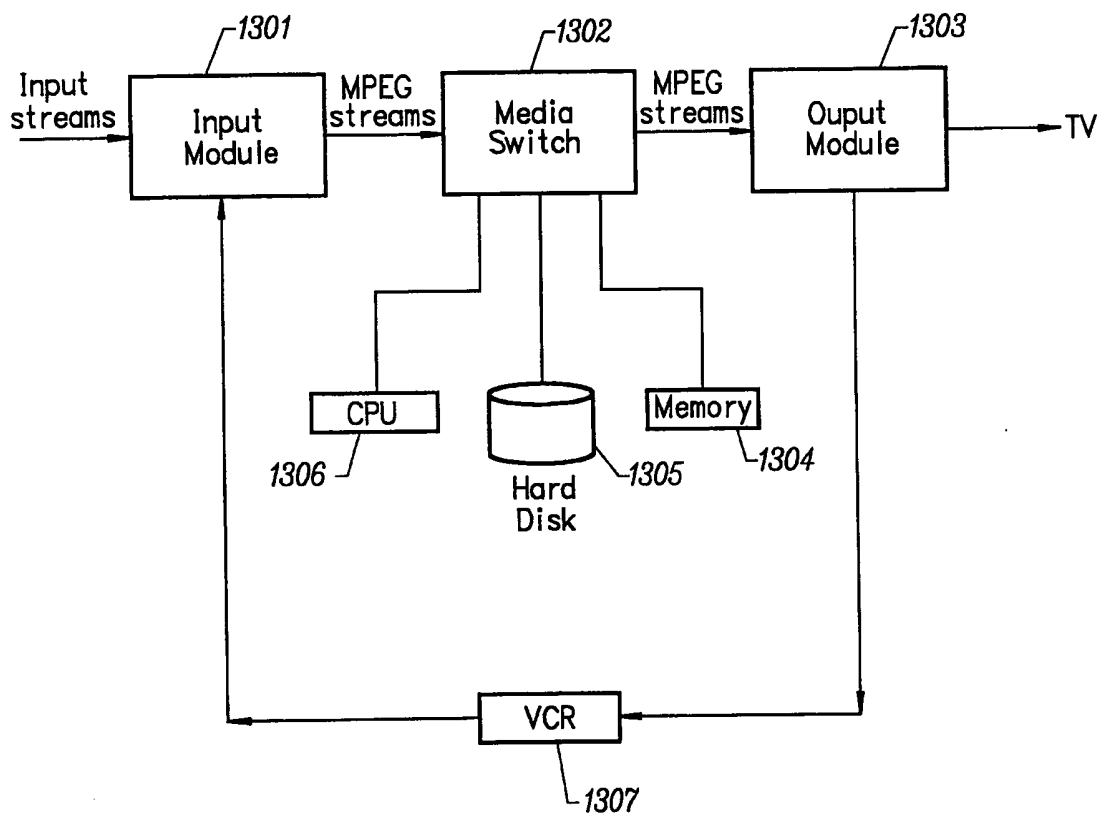 1301
1302
1303
Input
streams
Input
Module
MPEG
streams
Media
Switch
MPEG
streams
Ouput
Module
TV
CPU
1306
Hard
Disk
1305
Memory
1304
VCR
1307